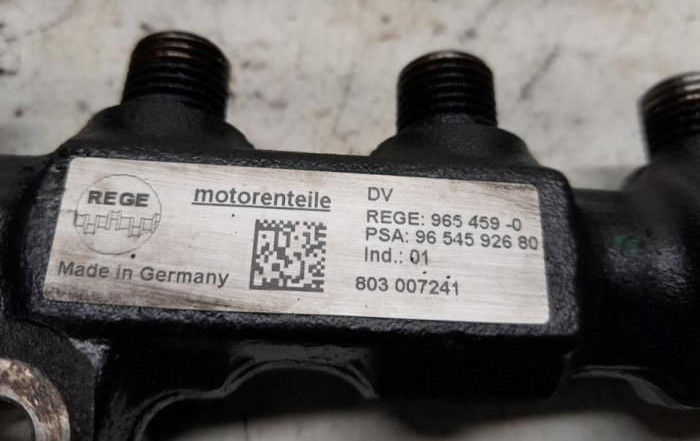 REGE
motorenteile
Made in Germany
DV
REGE: 965 459 -0
PSA: 96 545 926 80
Ind.: 01
803 007241